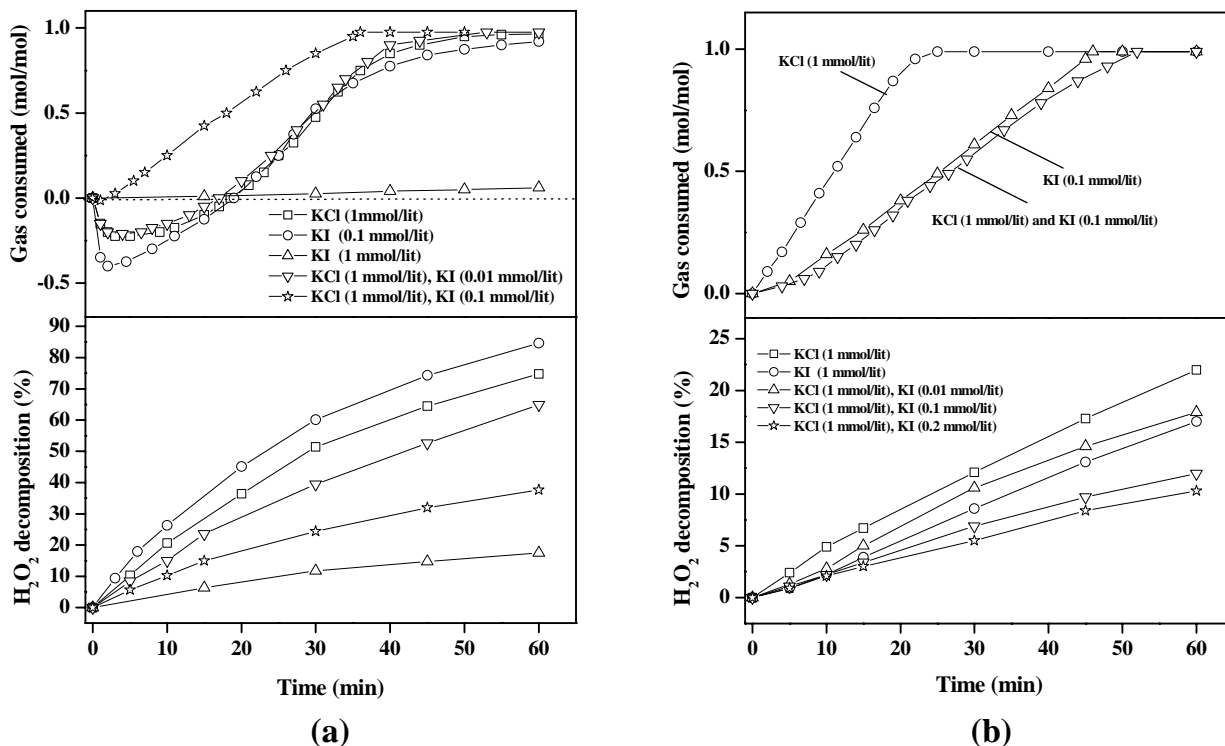 Gas consumed (mol/mol)
1.0
0.5
0.0
-0.5
KCl (1mmol/lit)
KI (0.1 mmol/lit)
KI (1 mmol/lit)
KCl (1 mmol/lit), KI (0.01 mmol/lit)
KCl (1 mmol/lit), KI (0.1 mmol/lit)
H₂O₂ decomposition (%)
90
80
70
60
50
40
30
20
10
0
0 10 20 30 40 50 60
Time (min)
(a)
Gas consumed (mol/mol)
1.0
0.5
0.0
KCl (1 mmol/lit)
KI (0.1 mmol/lit)
KCl (1 mmol/lit) and KI (0.1 mmol/lit)
H₂O₂ decomposition (%)
25
20
15
10
5
0
KCl (1 mmol/lit)
KI (1 mmol/lit)
KCl (1 mmol/lit), KI (0.01 mmol/lit)
KCl (1 mmol/lit), KI (0.1 mmol/lit)
KCl (1 mmol/lit), KI (0.2 mmol/lit)
0 10 20 30 40 50 60
Time (min)
(b)